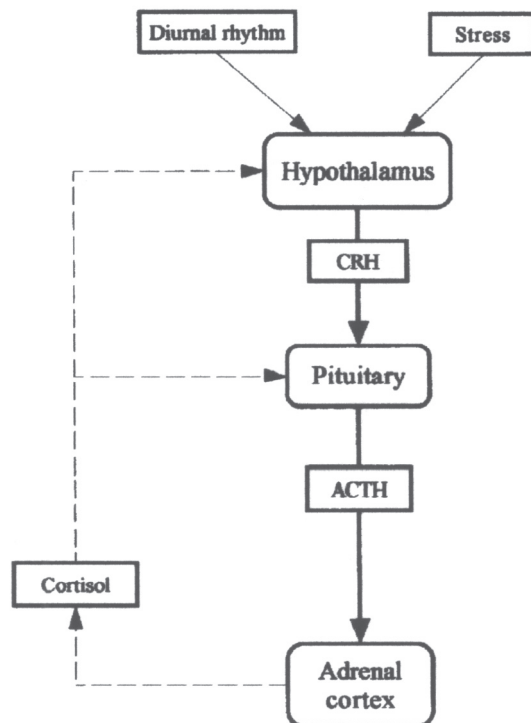 Diurnal rhythm
Stress
Hypothalamus
CRH
Pituitary
ACTH
Cortisol
Adrenal
cortex